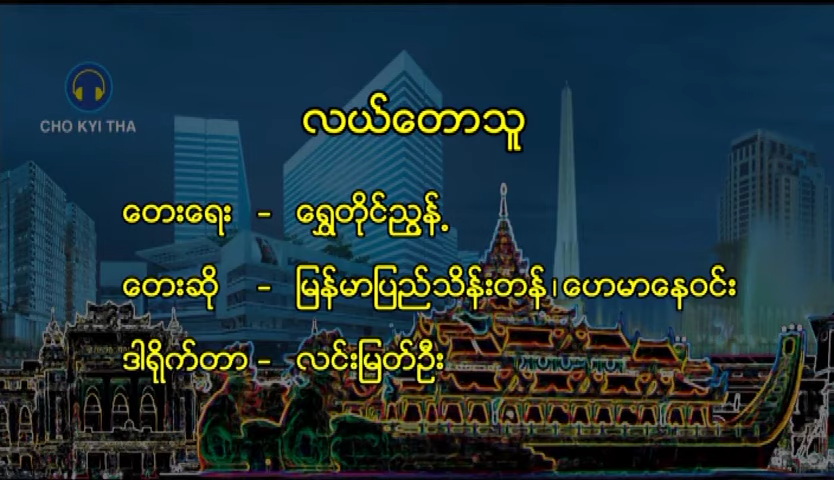 CHO KYI THA
လယ်တောသူ
တေးရေး - ရွှေတိုင်ညွန့်
တေးဆို - မြန်မာပြည်သိန်းတန်၊ဟေမာနေဝင်း
ဒါရိုက်တာ - လင်းမြတ်ဦး